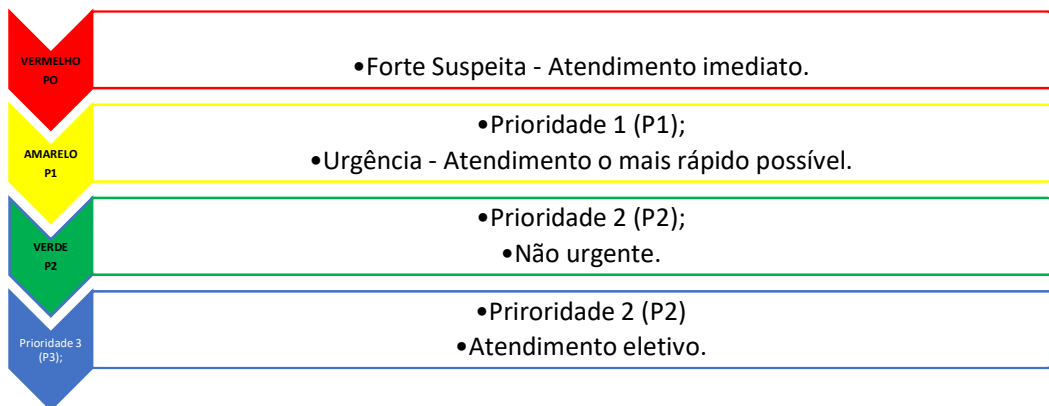 VERMELHO
PO
•Forte Suspeita - Atendimento imediato.
AMARELO
P1
•Prioridade 1 (P1);
•Urgência - Atendimento o mais rápido possível.
VERDE
P2
•Prioridade 2 (P2);
•Não urgente.
Prioridade 3
(P3);
•Priroridade 2 (P2)
•Atendimento eletivo.